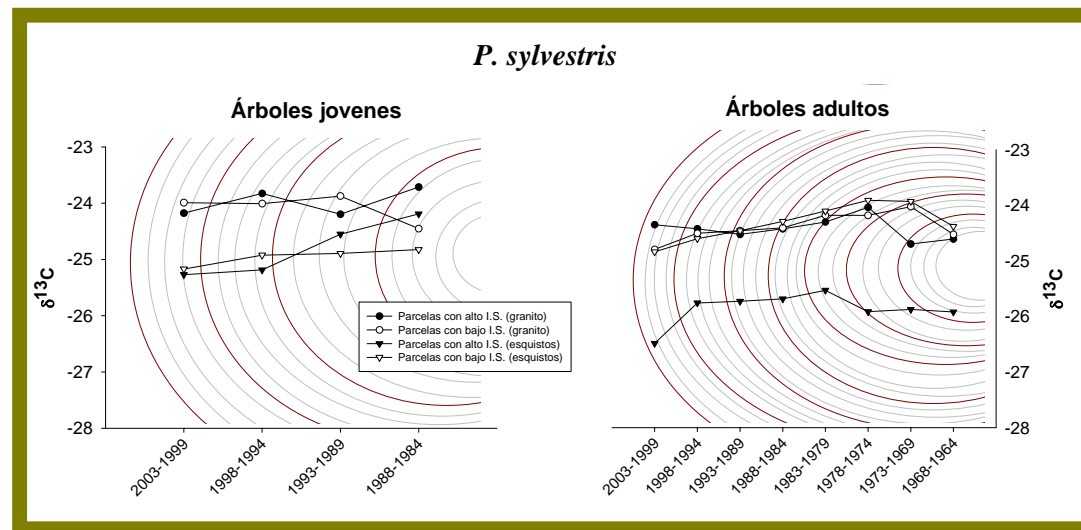 P. sylvestris
Árboles jovenes
-23
-24
-25
-26
-27
-28
δ13C
2003-1999
1998-1994
1993-1989
1988-1984
Parcelas con alto I.S. (granito)
Parcelas con bajo I.S. (granito)
Parcelas con alto I.S. (esquistos)
Parcelas con bajo I.S. (esquistos)
Árboles adultos
-23
-24
-25
-26
-27
-28
δ13C
2003-1999
1998-1994
1993-1989
1988-1984
1983-1979
1978-1974
1973-1969
1968-1964